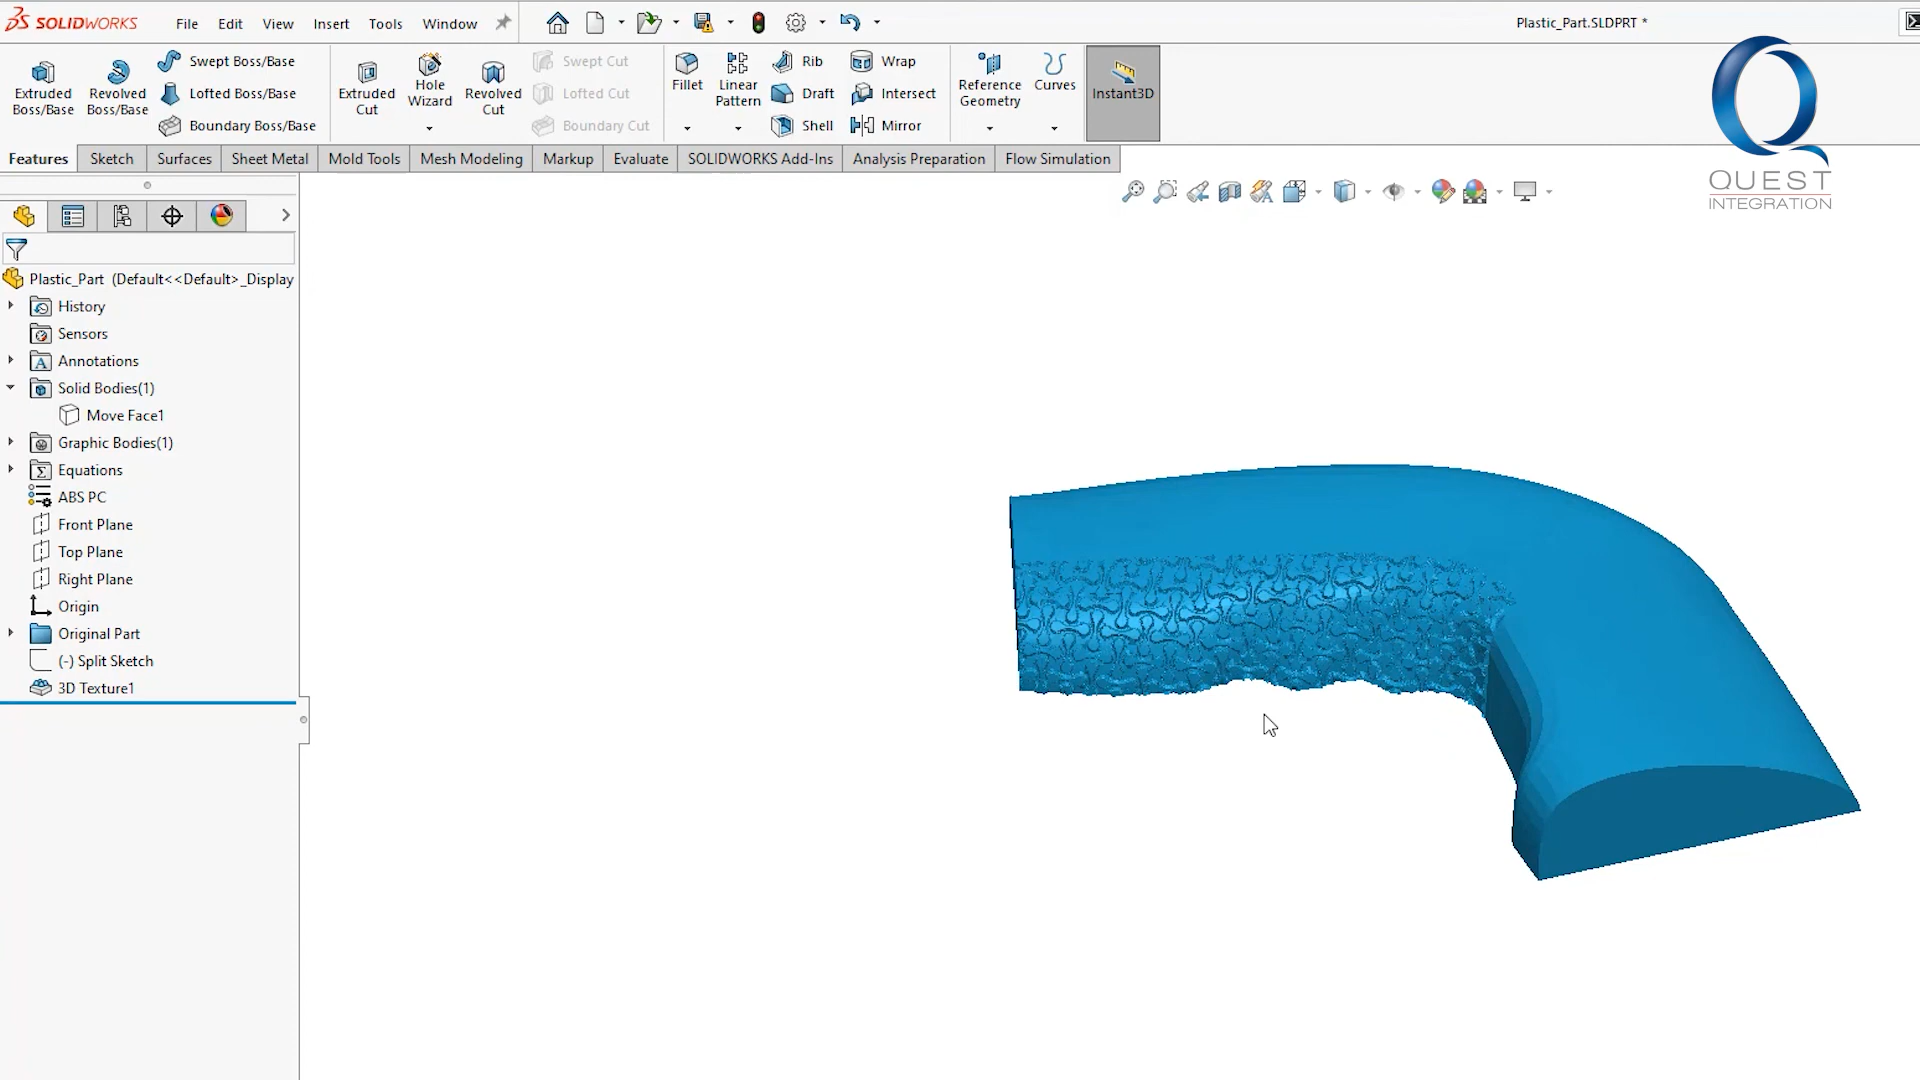 SOLIDWORKS File Edit View Insert Tools Window
Plastic_Part.SLDPRT *
Extruded Boss/Base
Revolved Boss/Base
Swept Boss/Base
Lofted Boss/Base
Boundary Boss/Base
Extruded Cut
Hole Wizard
Revolved Cut
Swept Cut
Lofted Cut
Boundary Cut
Fillet
Linear Pattern
Rib
Draft
Shell
Wrap
Intersect
Mirror
Reference Geometry
Curves
Instant3D
Features Sketch Surfaces Sheet Metal Mold Tools Mesh Modeling Markup Evaluate SOLIDWORKS Add-Ins Analysis Preparation Flow Simulation
QUEST
INTEGRATION
Plastic_Part (Default<<Default>_Display
History
Sensors
Annotations
Solid Bodies(1)
Move Face1
Graphic Bodies(1)
Equations
ABS PC
Front Plane
Top Plane
Right Plane
Origin
Original Part
(-) Split Sketch
3D Texture1